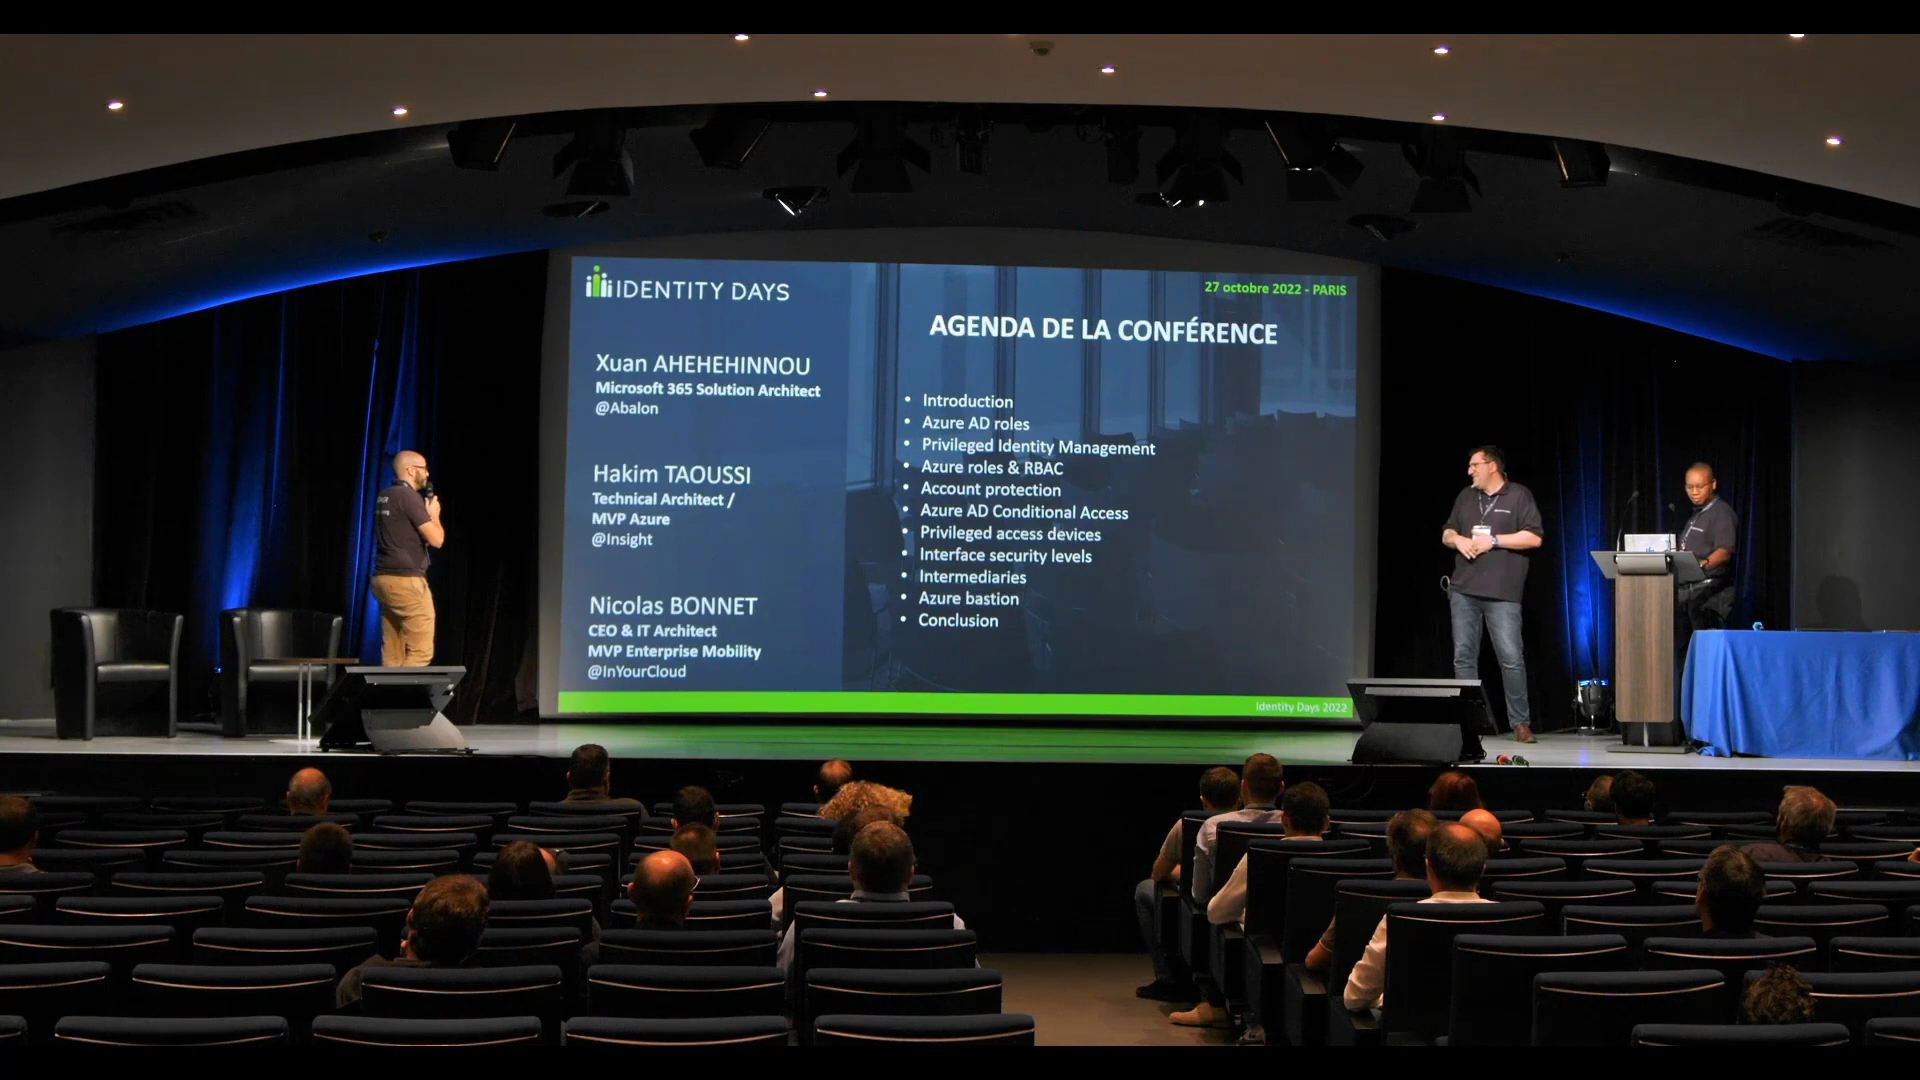 IDENTITY DAYS
27 octobre 2022 - PARIS
AGENDA DE LA CONFÉRENCE
Xuan AHEHEHINNOU
Microsoft 365 Solution Architect
@Abalon
Hakim TAOUSSI
Technical Architect /
MVP Azure
@Insight
Nicolas BONNET
CEO & IT Architect
MVP Enterprise Mobility
@InYourCloud
• Introduction
• Azure AD roles
• Privileged Identity Management
• Azure roles & RBAC
• Account protection
• Azure AD Conditional Access
• Privileged access devices
• Interface security levels
• Intermediaries
• Azure bastion
• Conclusion
Identity Days 2022